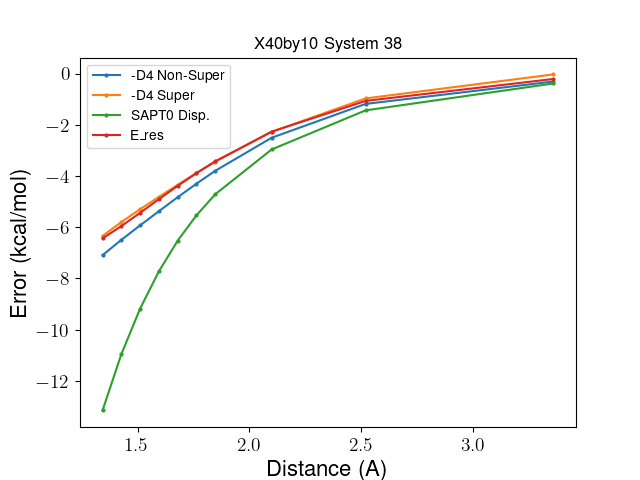 X40by10 System 38
-D4 Non-Super
-D4 Super
SAPT0 Disp.
E_res
0
−2
−4
−6
−8
−10
−12
Error (kcal/mol)
1.5 2.0 2.5 3.0
Distance (A)